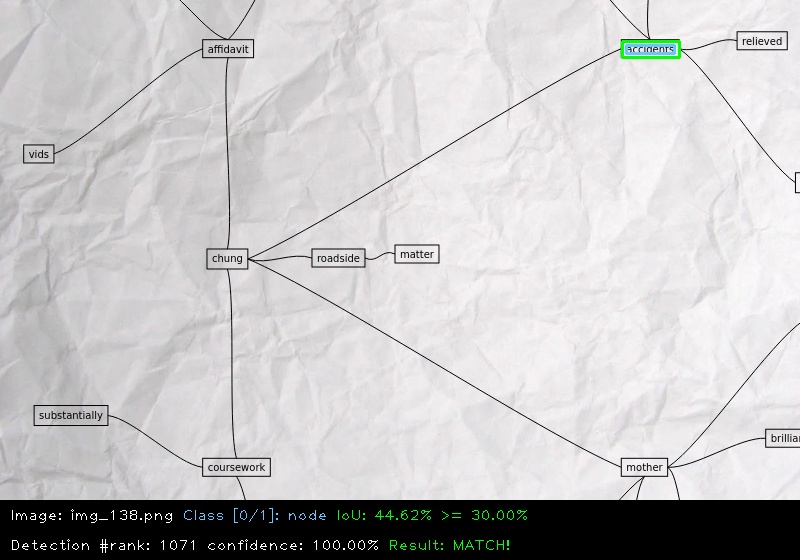 affidavit
accidents
relieved
vids
chung
roadside
matter
substantially
coursework
mother
brillian
Image: img_138.png Class [0/1]: node IoU: 44.62% >= 30.00%
Detection #rank: 1071 confidence: 100.00% Result: MATCH!